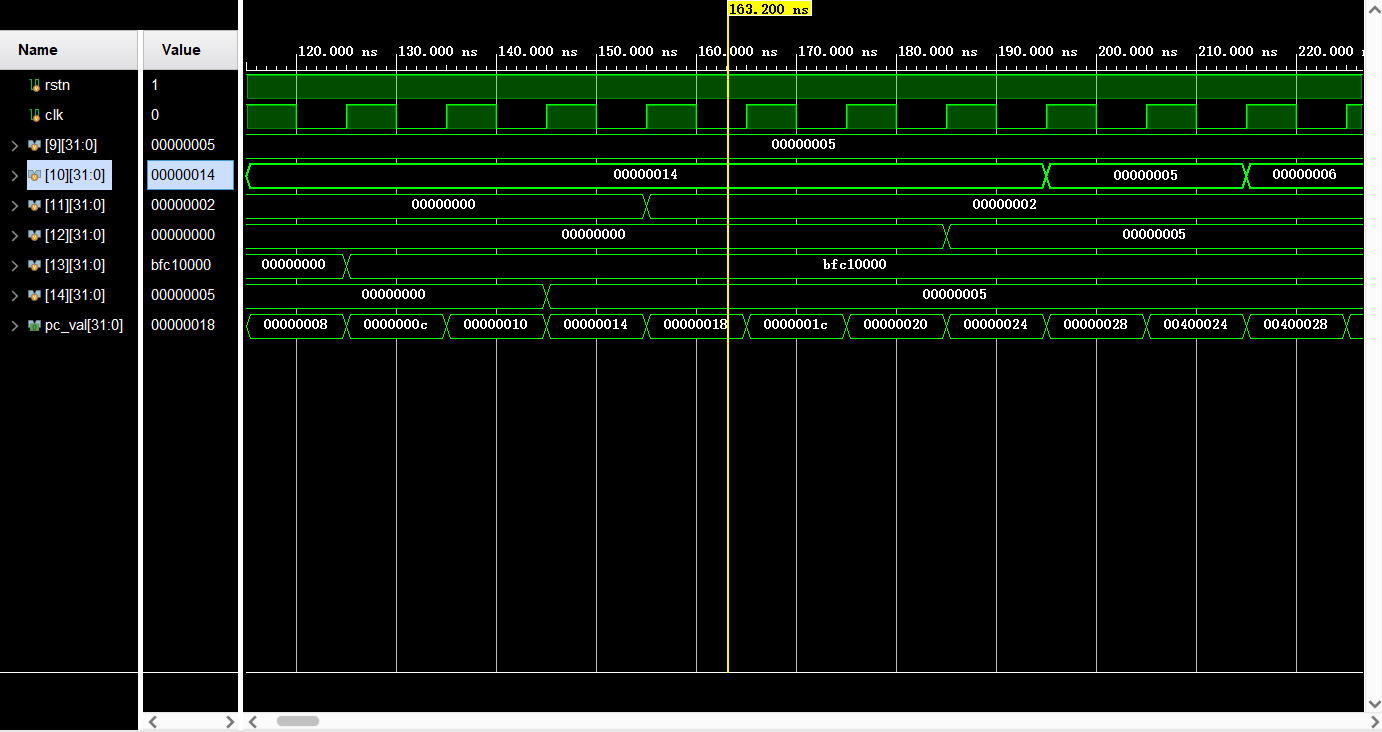 163.200 ns
Name Value 120.000 ns 130.000 ns 140.000 ns 150.000 ns 160.000 ns 170.000 ns 180.000 ns 190.000 ns 200.000 ns 210.000 ns 220.000 ns
rstn 1
clk 0
[9][31:0] 00000005 00000005
[10][31:0] 00000014 00000014 00000005 00000006
[11][31:0] 00000002 00000000 00000002
[12][31:0] 00000000 00000000 00000005
[13][31:0] bfc10000 00000000 bfc10000
[14][31:0] 00000005 00000000 00000005
pc_val[31:0] 00000018 00000008 0000000c 00000010 00000014 00000018 0000001c 00000020 00000024 00000028 00400024 00400028